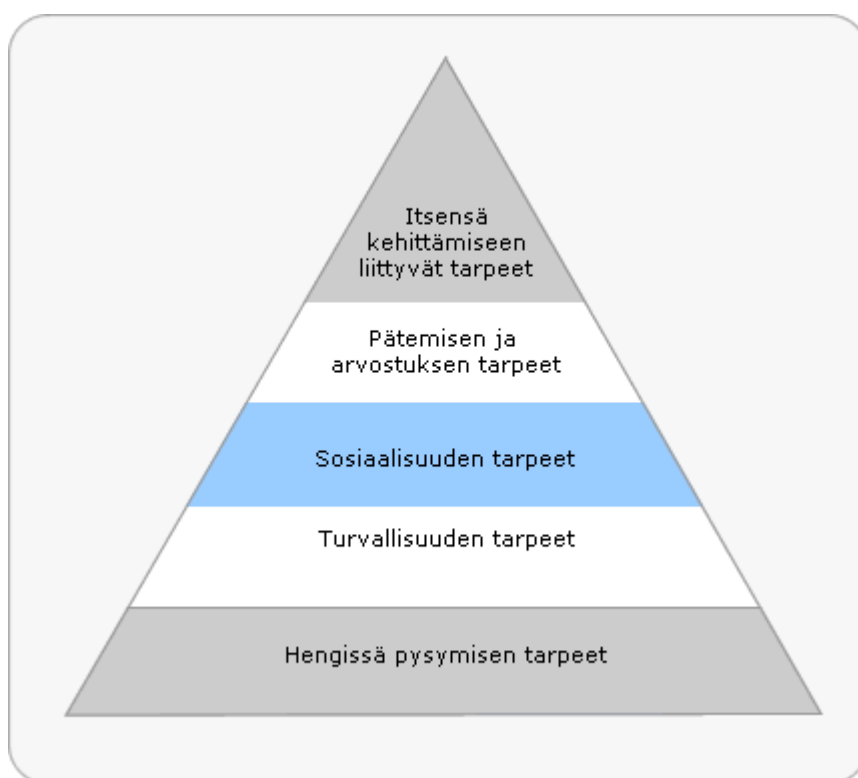 Itsensä
kehittämiseen
liittyvät tarpeet
Pätemisen ja
arvostuksen tarpeet
Sosiaalisuuden tarpeet
Turvallisuuden tarpeet
Hengissä pysymisen tarpeet